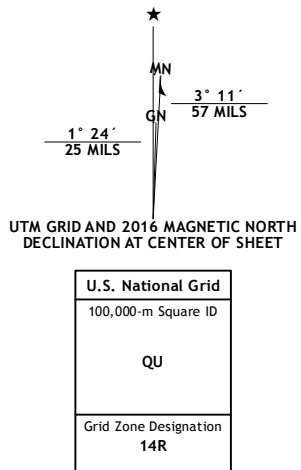 MN
3° 11´
57 MILS
GN
1° 24´
25 MILS
UTM GRID AND 2016 MAGNETIC NORTH
DECLINATION AT CENTER OF SHEET
U.S. National Grid
100,000-m Square ID
QU
Grid Zone Designation
14R